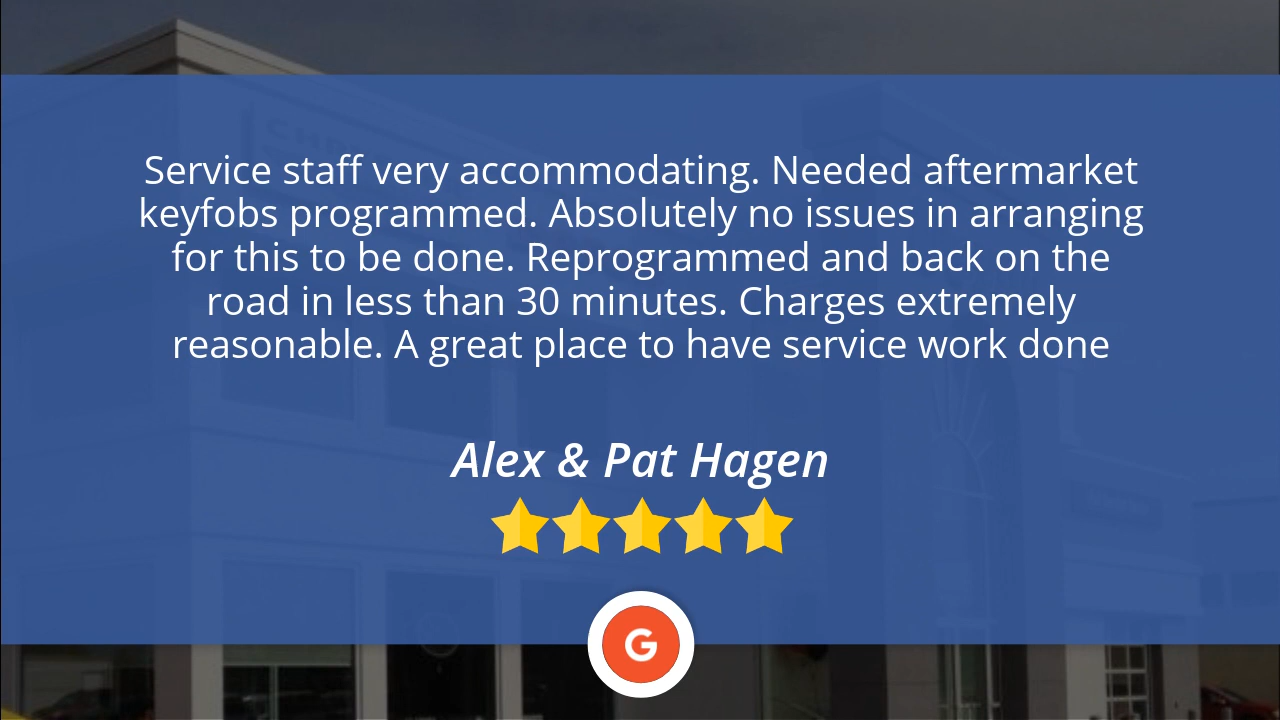 Service staff very accommodating. Needed aftermarket
keyfobs programmed. Absolutely no issues in arranging
for this to be done. Reprogrammed and back on the
road in less than 30 minutes. Charges extremely
reasonable. A great place to have service work done
Alex & Pat Hagen
G